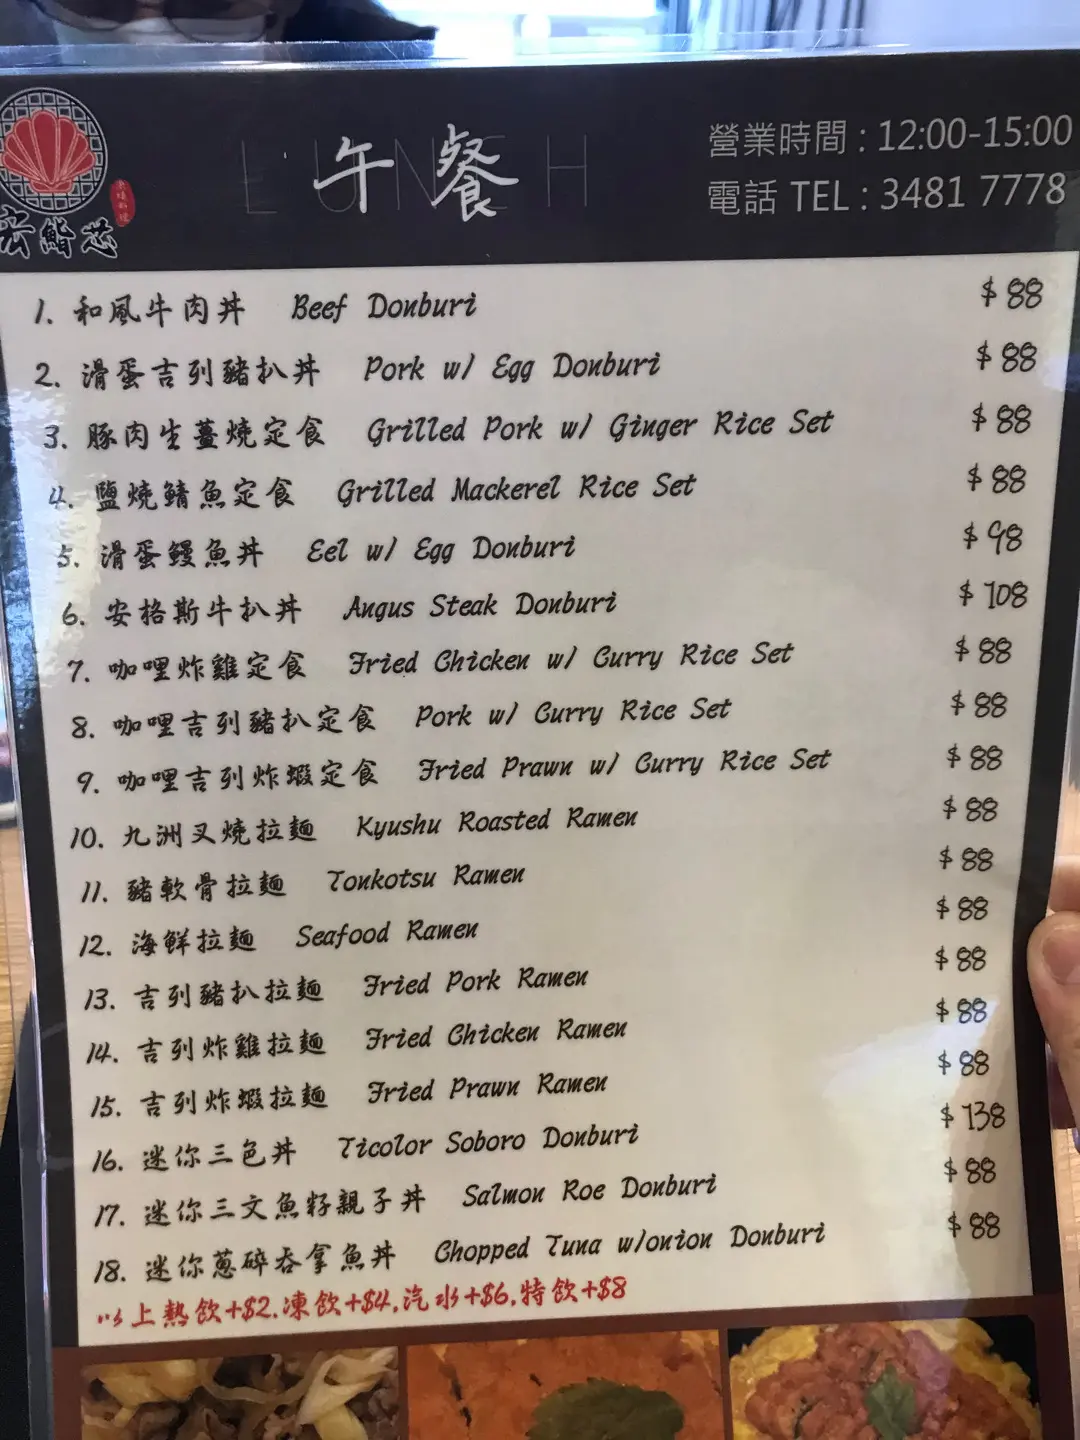 LUNCH
午餐
營業時間 : 12:00-15:00
電話 TEL : 3481 7778
宏鮨芯
1. 和風牛肉丼 Beef Donburi $ 88
2. 滑蛋吉列豬扒丼 Pork w/ Egg Donburi $ 88
3. 豚肉生薑燒定食 Grilled Pork w/ Ginger Rice Set $ 88
4. 鹽燒鯖魚定食 Grilled Mackerel Rice Set $ 88
5. 滑蛋鰻魚丼 Eel w/ Egg Donburi $ 98
6. 安格斯牛扒丼 Angus Steak Donburi $ 108
7. 咖哩炸雞定食 Fried Chicken w/ Curry Rice Set $ 88
8. 咖哩吉列豬扒定食 Pork w/ Curry Rice Set $ 88
9. 咖哩吉列炸蝦定食 Fried Prawn w/ Curry Rice Set $ 88
10. 九洲叉燒拉麵 Kyushu Roasted Ramen $ 88
11. 豬軟骨拉麵 Tonkotsu Ramen $ 88
12. 海鮮拉麵 Seafood Ramen $ 88
13. 吉列豬扒拉麵 Fried Pork Ramen $ 88
14. 吉列炸雞拉麵 Fried Chicken Ramen $ 88
15. 吉列炸蝦拉麵 Fried Prawn Ramen $ 88
16. 迷你三色丼 Ticolor Soboro Donburi $ 138
17. 迷你三文魚籽親子丼 Salmon Roe Donburi $ 88
18. 迷你蔥碎吞拿魚丼 Chopped Tuna w/onion Donburi $ 88
以上熱飲+$2.凍飲+$4,汽水+$6,特飲+$8